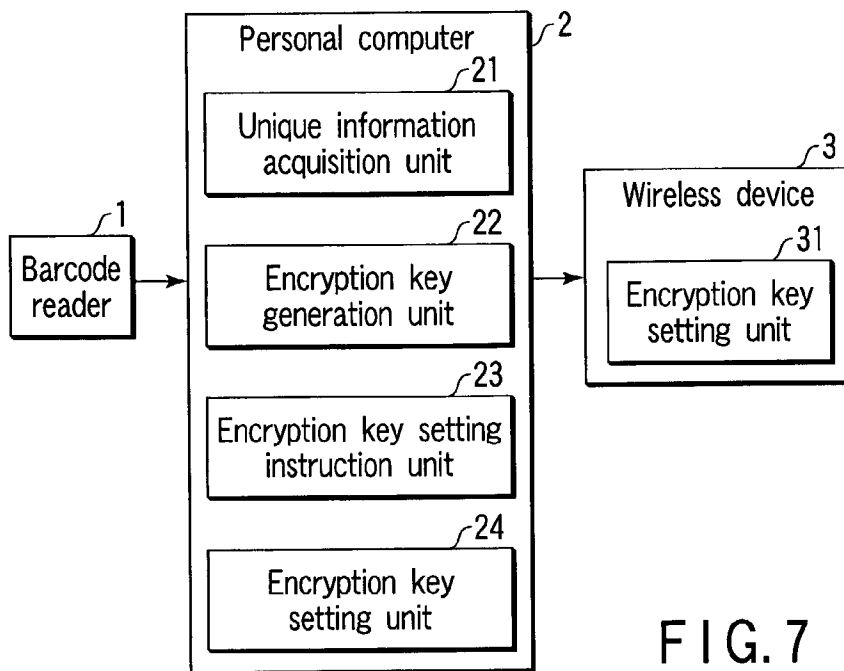 Personal computer
2
21
Unique information
acquisition unit
3
Wireless device
1
Barcode
reader
22
Encryption key
generation unit
31
Encryption key
setting unit
23
Encryption key setting
instruction unit
24
Encryption key
setting unit
FIG. 7